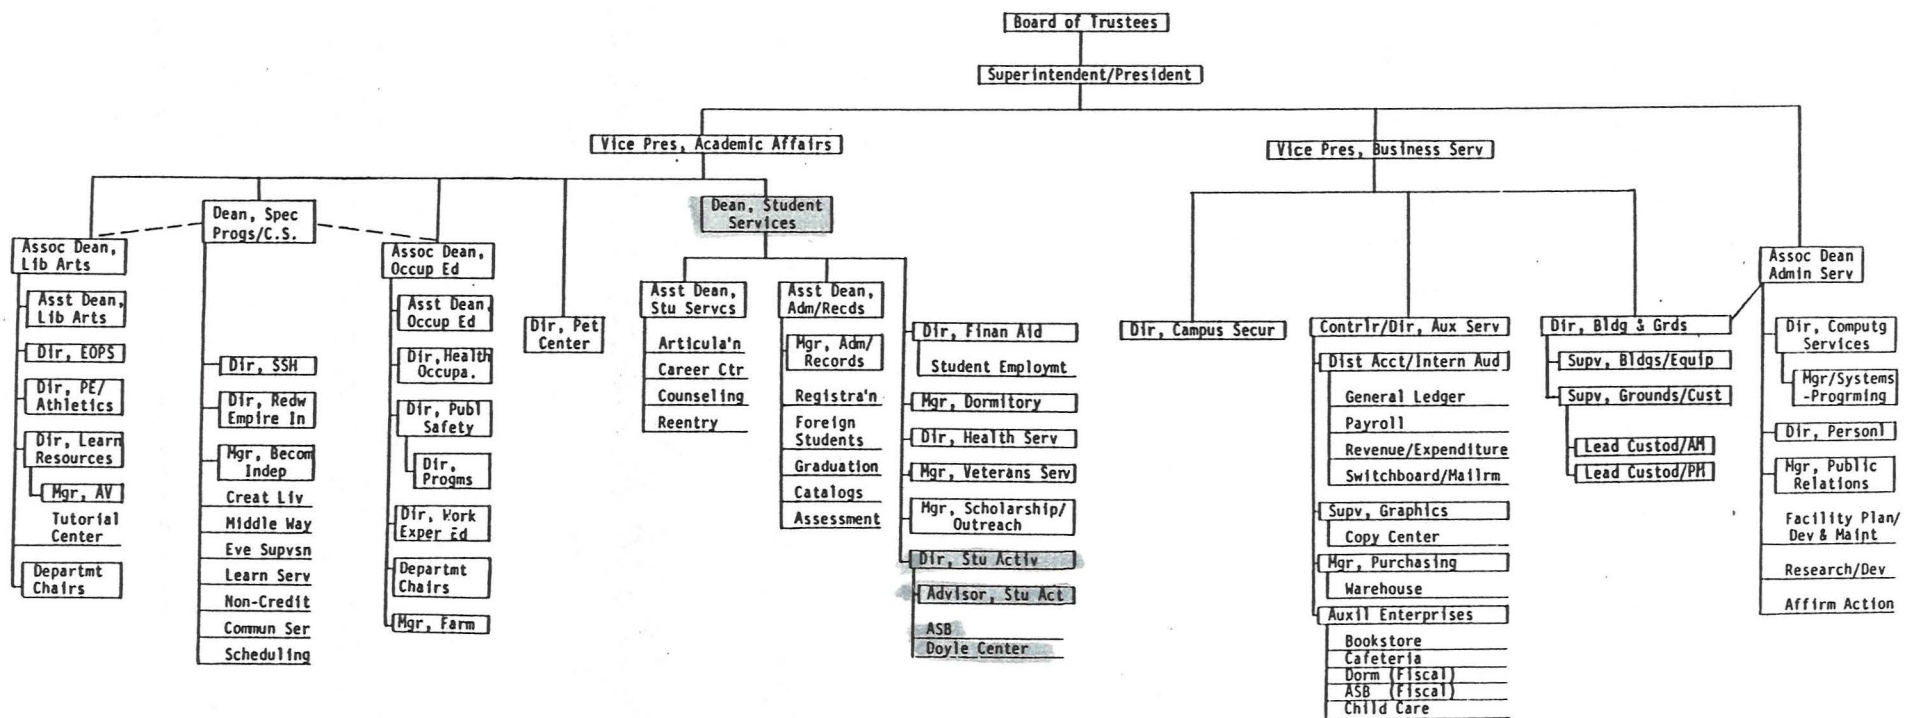 Board of Trustees
Superintendent/President
Vice Pres, Academic Affairs
Vice Pres, Business Serv
Dean, Spec
Progs/C.S.
Dean, Student
Services
Assoc Dean,
Lib Arts
Asst Dean,
Lib Arts
Dir, EOPS
Dir, PE/
Athletics
Dir, Learn
Resources
Mgr, AV
Tutorial
Center
Departmt
Chairs
Dir, SSH
Dir, Redw
Empire In
Mgr, Becom
Indep
Creat Liv
Middle Way
Eve Supvsn
Learn Serv
Non-Credit
Commun Ser
Scheduling
Assoc Dean,
Occup Ed
Asst Dean,
Occup Ed
Dir, Health
Occupa.
Dir, Publ
Safety
Dir,
Progms
Dir, Work
Exper Ed
Departmt
Chairs
Mgr, Farm
Dir, Pet
Center
Asst Dean,
Stu Servcs
Articula'n
Career Ctr
Counseling
Reentry
Asst Dean,
Adm/Recds
Mgr, Adm/
Records
Registra'n
Foreign
Students
Graduation
Catalogs
Assessment
Dir, Finan Aid
Student Employmt
Mgr, Dormitory
Dir, Health Serv
Mgr, Veterans Serv
Mgr, Scholarship/
Outreach
Dir, Stu Activ
Advisor, Stu Act
ASB
Doyle Center
Dir, Campus Secur
Contrlr/Dir, Aux Serv
Dist Acct/Intern Aud
General Ledger
Payroll
Revenue/Expenditure
Switchboard/Mailrm
Supv, Graphics
Copy Center
Mgr, Purchasing
Warehouse
Auxil Enterprises
Bookstore
Cafeteria
Dorm (Fiscal)
ASB (Fiscal)
Child Care
Dir, Bldg & Grds
Supv, Bldgs/Equip
Supv, Grounds/Cust
Lead Custod/AM
Lead Custod/PM
Assoc Dean
Admin Serv
Dir, Computg
Services
Mgr/Systems
-Progrming
Dir, Personl
Mgr, Public
Relations
Facility Plan/
Dev & Maint
Research/Dev
Affirm Action